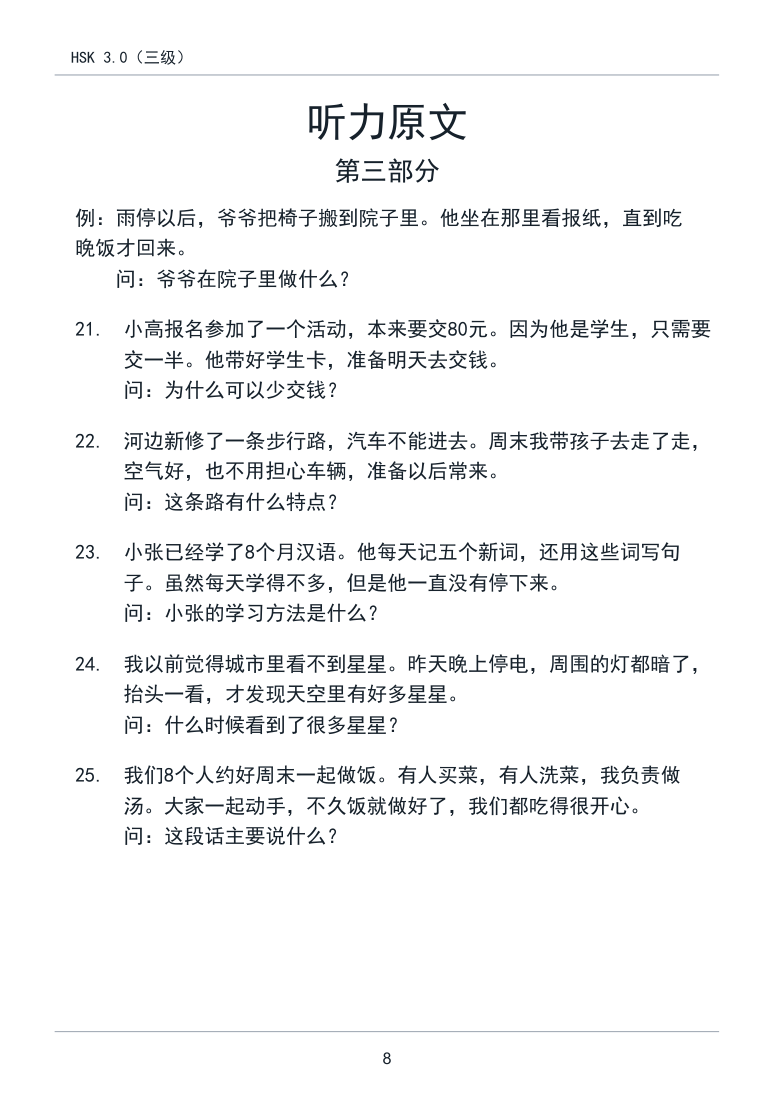 HSK 3.0（三级）
听力原文
第三部分
例：雨停以后，爷爷把椅子搬到院子里。他坐在那里看报纸，直到吃
晚饭才回来。
问：爷爷在院子里做什么？
21. 小高报名参加了一个活动，本来要交80元。因为他是学生，只需要
交一半。他带好学生卡，准备明天去交钱。
问：为什么可以少交钱？
22. 河边新修了一条步行路，汽车不能进去。周末我带孩子去走了走，
空气好，也不用担心车辆，准备以后常来。
问：这条路有什么特点？
23. 小张已经学了8个月汉语。他每天记五个新词，还用这些词写句
子。虽然每天学得不多，但是他一直没有停下来。
问：小张的学习方法是什么？
24. 我以前觉得城市里看不到星星。昨天晚上停电，周围的灯都暗了，
抬头一看，才发现天空里有好多星星。
问：什么时候看到了很多星星？
25. 我们8个人约好周末一起做饭。有人买菜，有人洗菜，我负责做
汤。大家一起动手，不久饭就做好了，我们都吃得很开心。
问：这段话主要说什么？
8